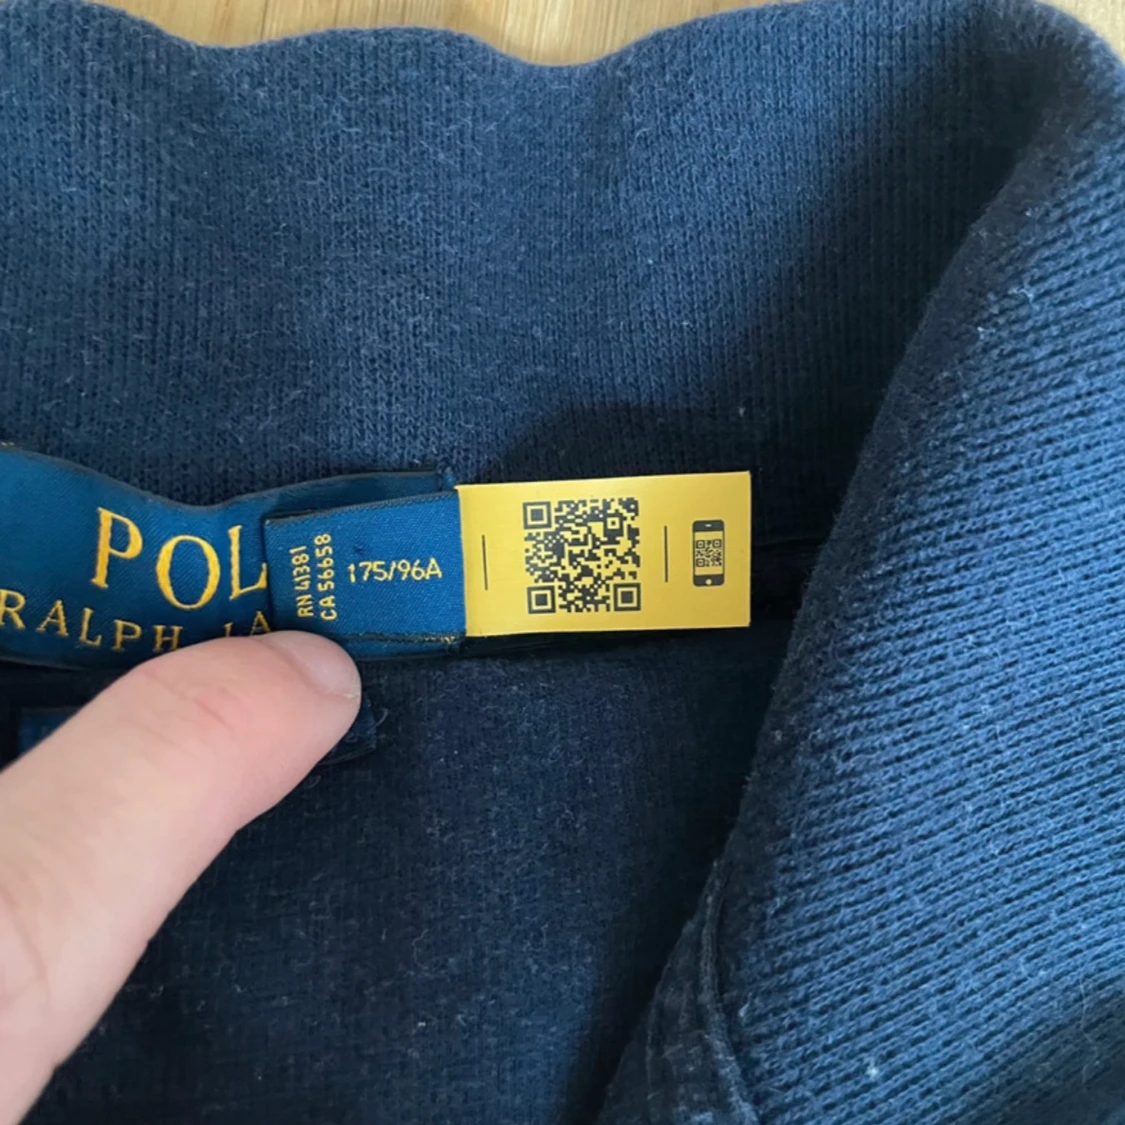 POL
RALPH LA
RN 41381
CA 56658
175/96A